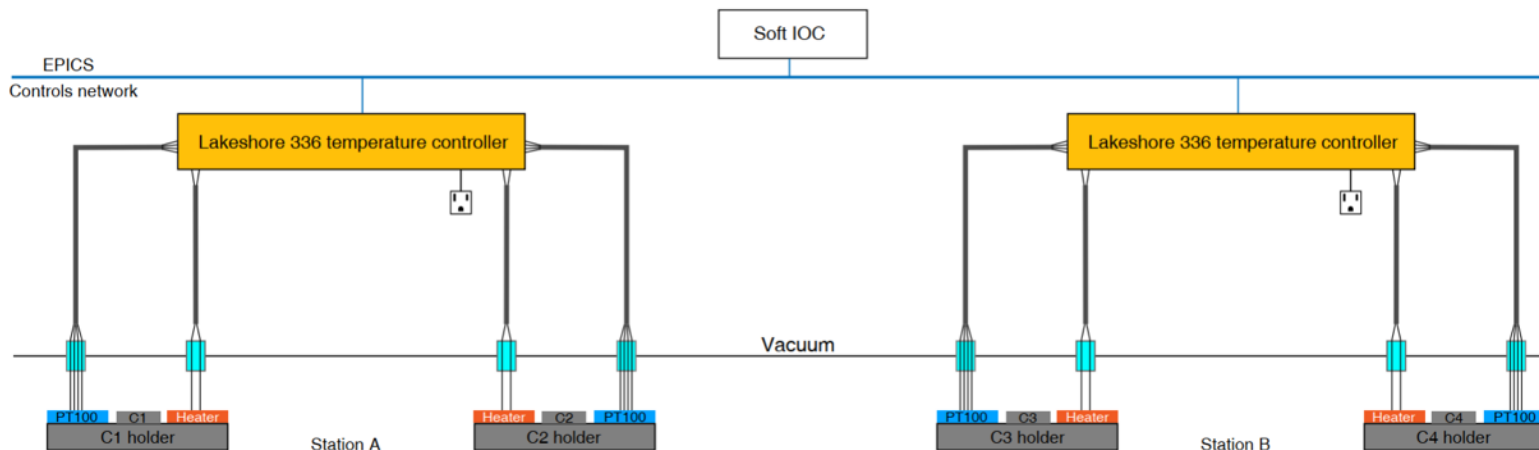 Soft IOC
EPICS
Controls network
Lakeshore 336 temperature controller
Lakeshore 336 temperature controller
Vacuum
PT100 C1 Heater
C1 holder
Station A
Heater C2 PT100
C2 holder
PT100 C3 Heater
C3 holder
Station B
Heater C4 PT100
C4 holder